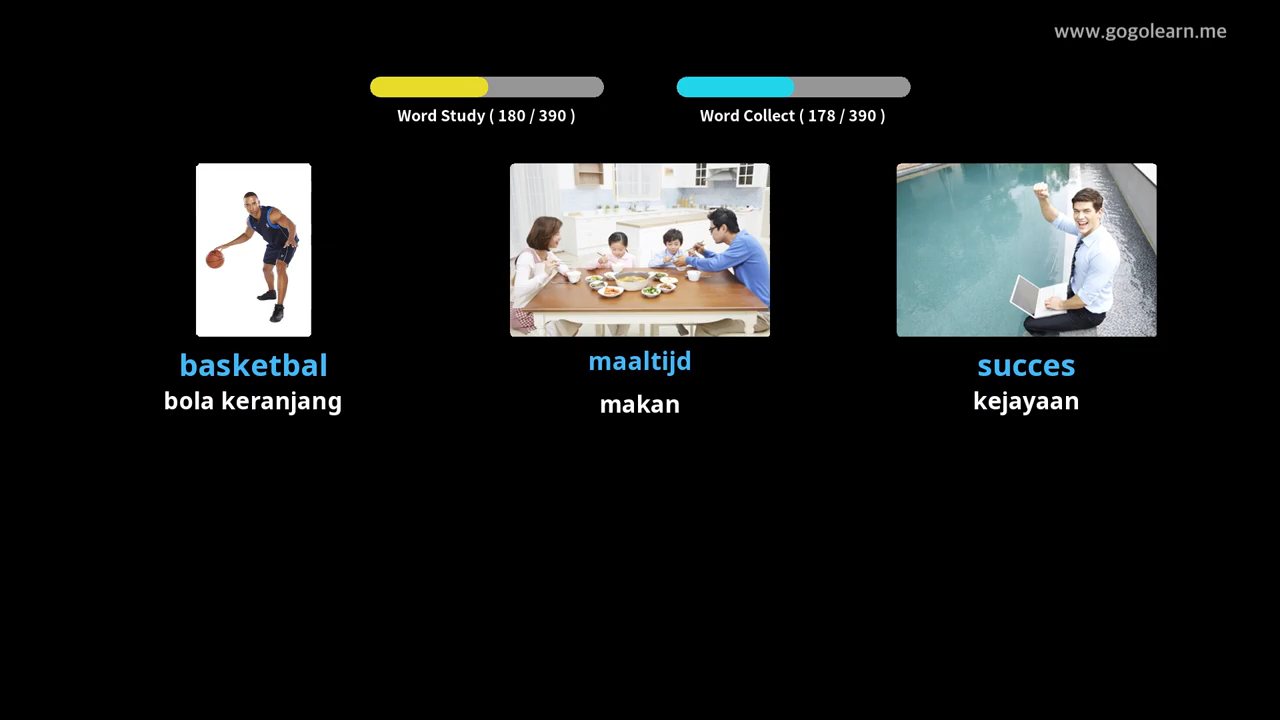 www.gogolearn.me
Word Study ( 180 / 390 )
Word Collect ( 178 / 390 )
basketbal
bola keranjang
maaltijd
makan
succes
kejayaan